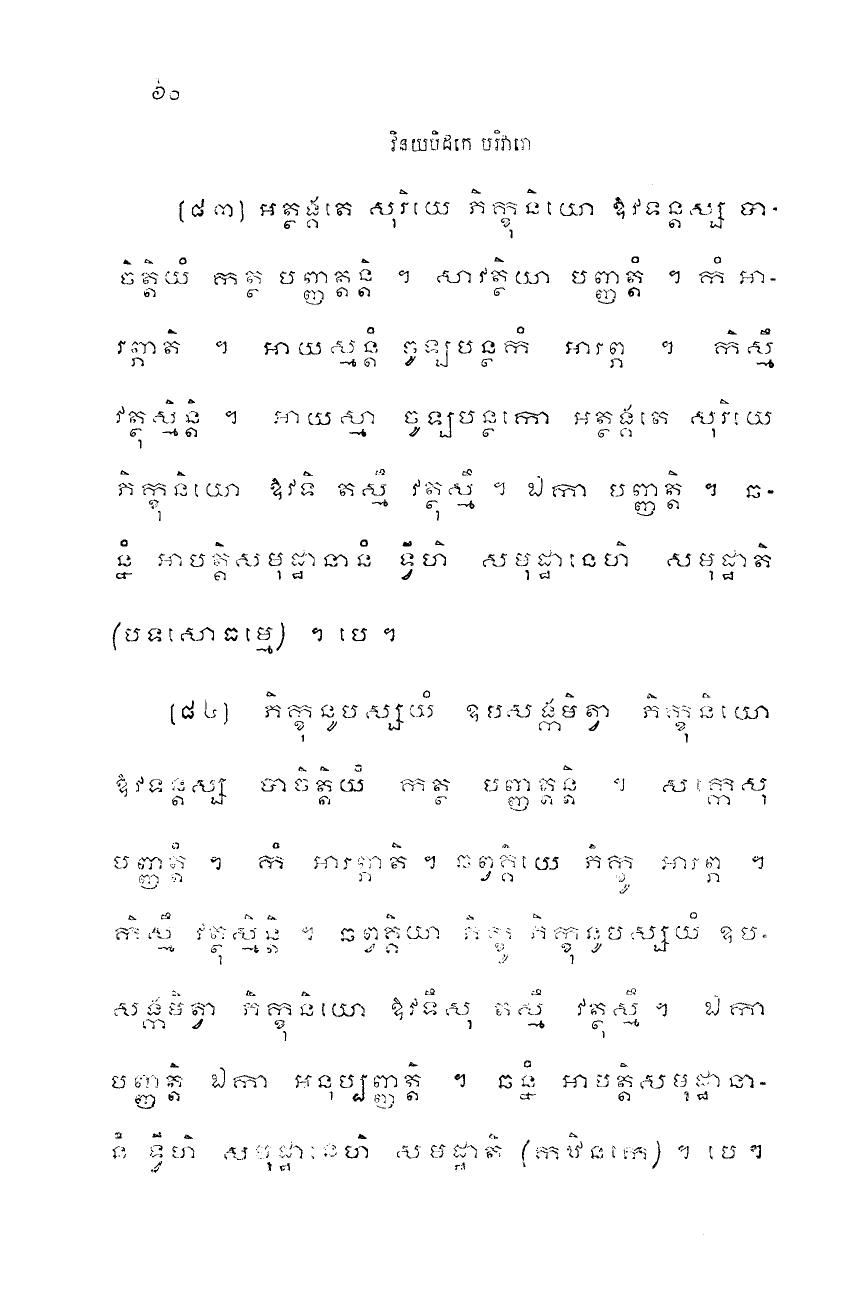 ៦០
វិនយបិដកេ បរិវារោ
(៨៣) អត្ថង្គតេ សុរិយេ ភិក្ខុនិយោ ឱវទន្តស្ស បា-
ចិត្តិយំ កត្ថ បញ្ញត្តន្តិ ។ សាវត្ថិយា បញ្ញត្តំ ។ កំ អា-
រព្ភាតិ ។ អាយស្មន្តំ ចូឡបន្ថកំ អារព្ភ ។ កិស្មឹ
វត្ថុស្មិន្តិ ។ អាយស្មា ចូឡបន្ថកោ អត្ថង្គតេ សុរិយេ
ភិក្ខុនិយោ ឱវទិ តស្មឹ វត្ថុស្មឹ ។ ឯកា បញ្ញត្តិ ។ ឆ-
ន្នំ អាបត្តិសមុដ្ឋានានំ ទ្វីហិ សមុដ្ឋានេហិ សមុដ្ឋាតិ
(បទសោធម្មេ) ។ បេ ។
(៨៤) ភិក្ខុនូបស្សយំ ឧបសង្កមិត្វា ភិក្ខុនិយោ
ឱវទន្តស្ស បាចិត្តិយំ កត្ថ បញ្ញត្តន្តិ ។ សក្កេសុ
បញ្ញត្តំ ។ កំ អារព្ភាតិ ។ ឆព្វគ្គិយេ ភិក្ខូ អារព្ភ ។
កិស្មឹ វត្ថុស្មិន្តិ ។ ឆព្វគ្គិយា ភិក្ខូ ភិក្ខុនូបស្សយំ ឧប-
សង្កមិត្វា ភិក្ខុនិយោ ឱវទឹសុ តស្មឹ វត្ថុស្មឹ ។ ឯកា
បញ្ញត្តិ ឯកា អនុប្បញ្ញត្តិ ។ ឆន្នំ អាបត្តិសមុដ្ឋានា-
នំ ទ្វីហិ សមុដ្ឋានេហិ សមុដ្ឋាតិ (កឋិនកេ) ។ បេ ។